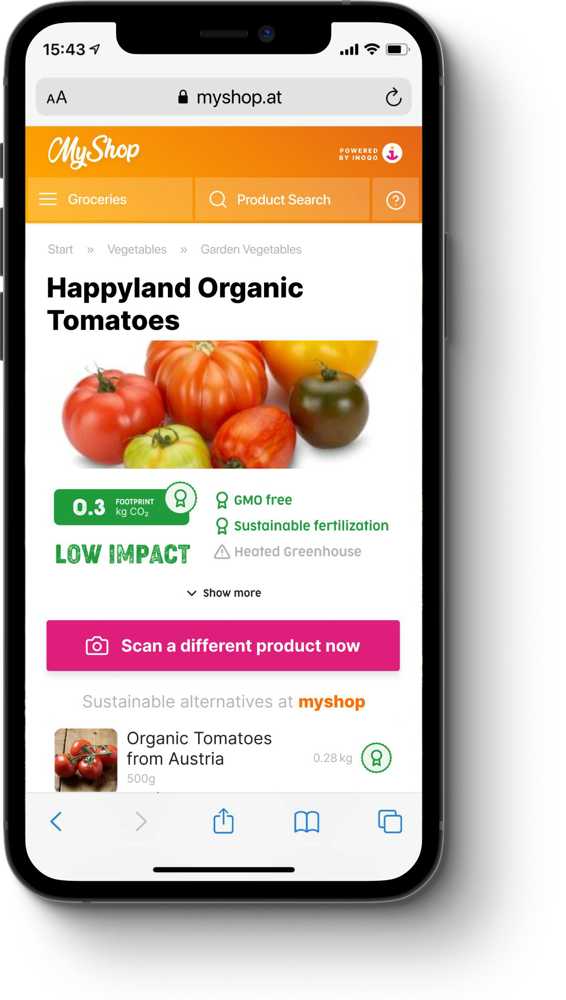 15:43
AA myshop.at
MyShop
POWERED
BY INOQO
Groceries
Product Search
?
Start » Vegetables » Garden Vegetables
Happyland Organic
Tomatoes
0.3 FOOTPRINT
kg CO₂
LOW IMPACT
GMO free
Sustainable fertilization
Heated Greenhouse
Show more
Scan a different product now
Sustainable alternatives at myshop
Organic Tomatoes
from Austria
500g
0.28 kg